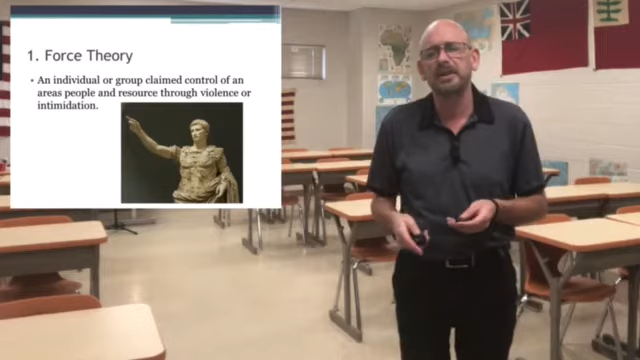 1. Force Theory
• An individual or group claimed control of an
areas people and resource through violence or
intimidation.